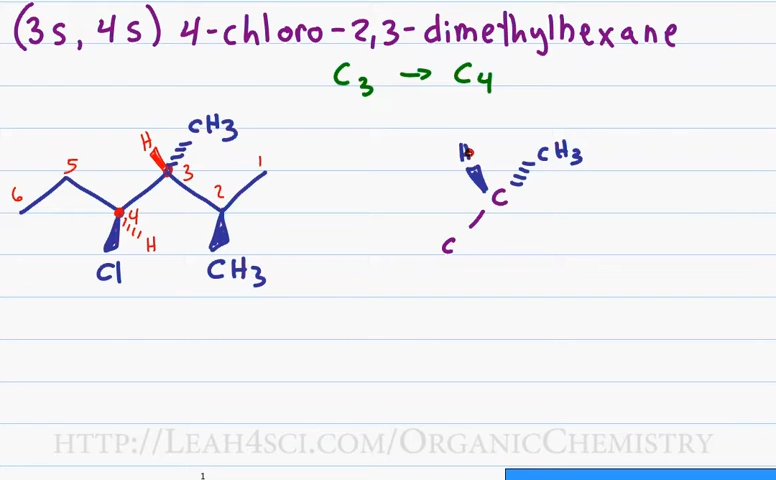 (3s, 4s) 4-chloro-2,3-dimethylhexane
C3 → C4
H CH3
3 1
6 5 4 2
H
Cl CH3
H CH3
C
C
HTTP://LEAH4SCI.COM/ORGANICCHEMISTRY
1